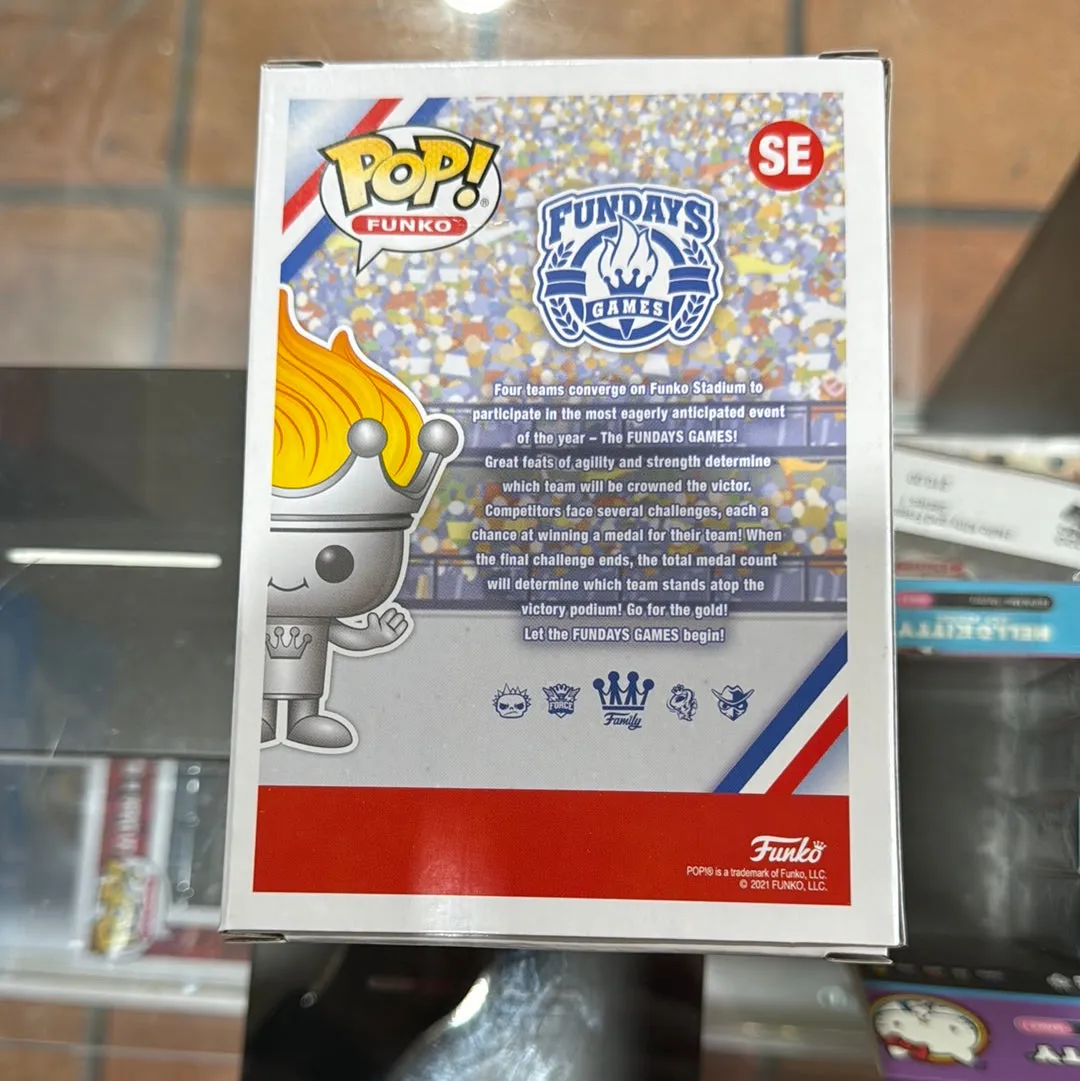 POP!
FUNKO
SE
FUNDAYS
GAMES
Four teams converge on Funko Stadium to
participate in the most eagerly anticipated event
of the year – The FUNDAYS GAMES!
Great feats of agility and strength determine
which team will be crowned the victor.
Competitors face several challenges, each a
chance at winning a medal for their team! When
the final challenge ends, the total medal count
will determine which team stands atop the
victory podium! Go for the gold!
Let the FUNDAYS GAMES begin!
FORCE
Family
Funko
POP!® is a trademark of Funko, LLC.
© 2021 FUNKO, LLC.
HELLO KITTY
TY